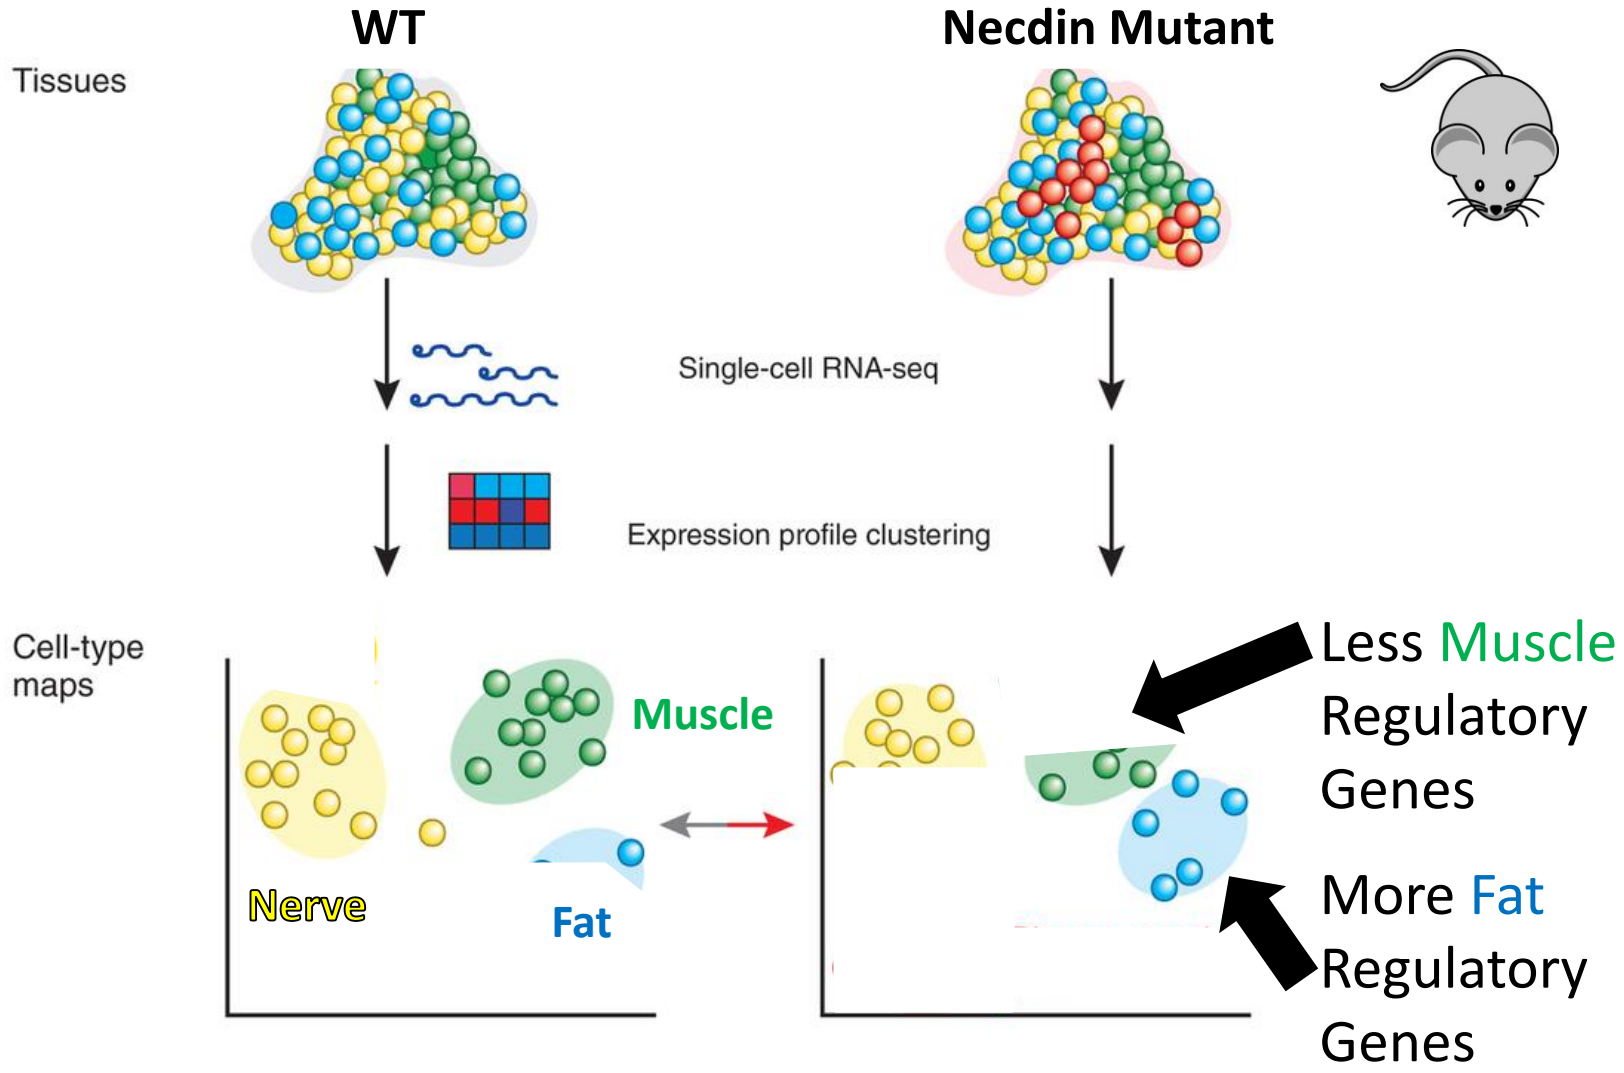 WT
Necdin Mutant
Tissues
Single-cell RNA-seq
Expression profile clustering
Cell-type
maps
Muscle
Nerve
Fat
Less Muscle
Regulatory
Genes
More Fat
Regulatory
Genes